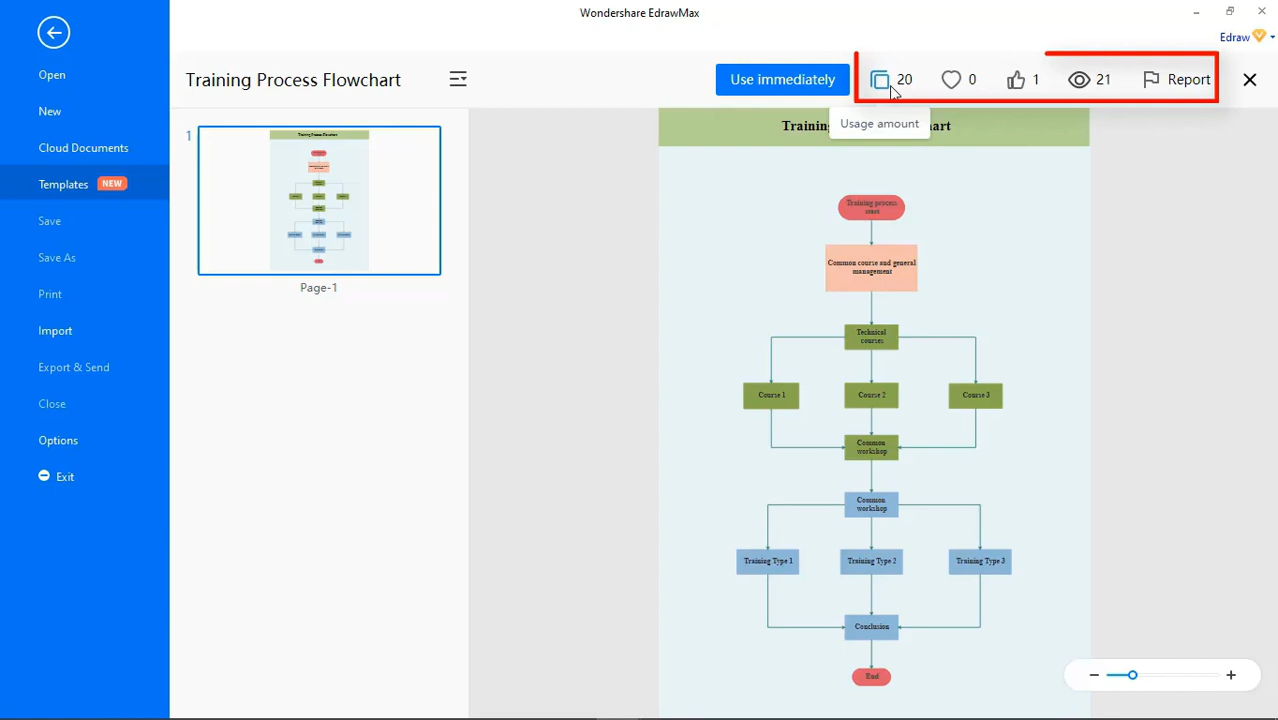 Wondershare EdrawMax
Edraw
Open
New
Cloud Documents
Templates NEW
Save
Save As
Print
Import
Export & Send
Close
Options
Exit
Training Process Flowchart
Use immediately
20
0
1
21
Report
Usage amount
1
Training Process Flowchart
Page-1
Train
art
Training process
start
Common course and general
management
Technical
courses
Course 1
Course 2
Course 3
Common
workshop
Common
workshop
Training Type 1
Training Type 2
Training Type 3
Conclusion
End